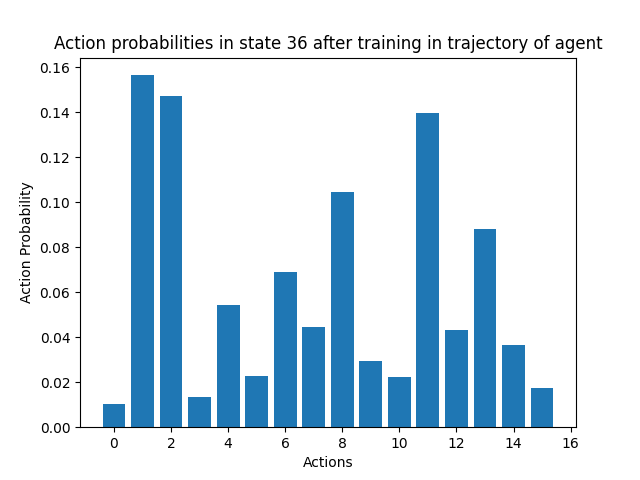 Action probabilities in state 36 after training in trajectory of agent
0.16
0.14
0.12
0.10
0.08
0.06
0.04
0.02
0.00
Action Probability
0 2 4 6 8 10 12 14 16
Actions